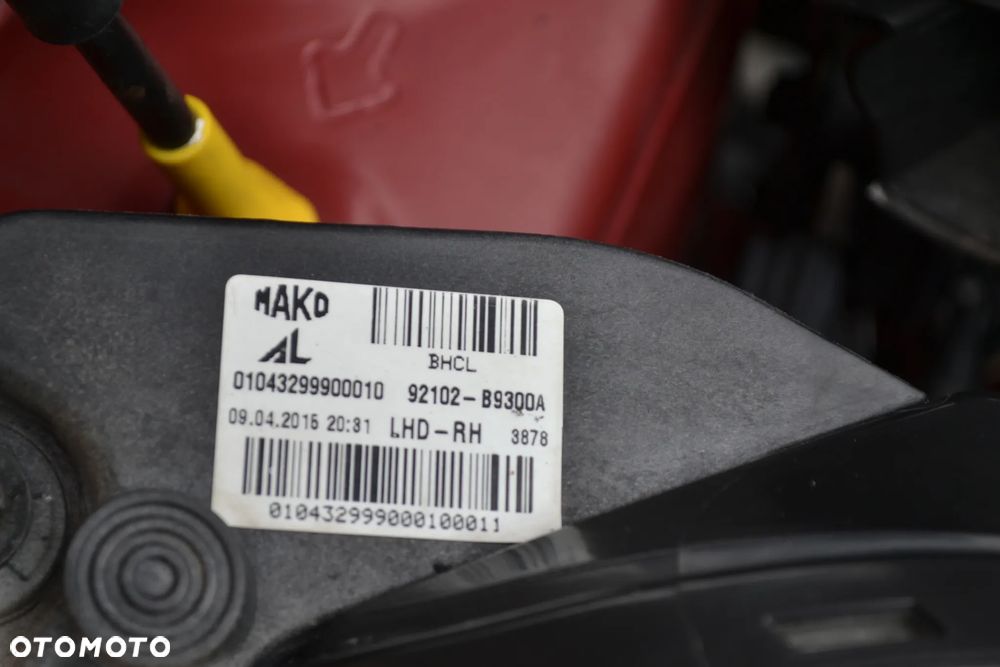 MAKO
AL
BHCL
01043299900010 92102-B9300A
09.04.2015 20:31 LHD-RH 3878
010432999000100011
OTOMOTO